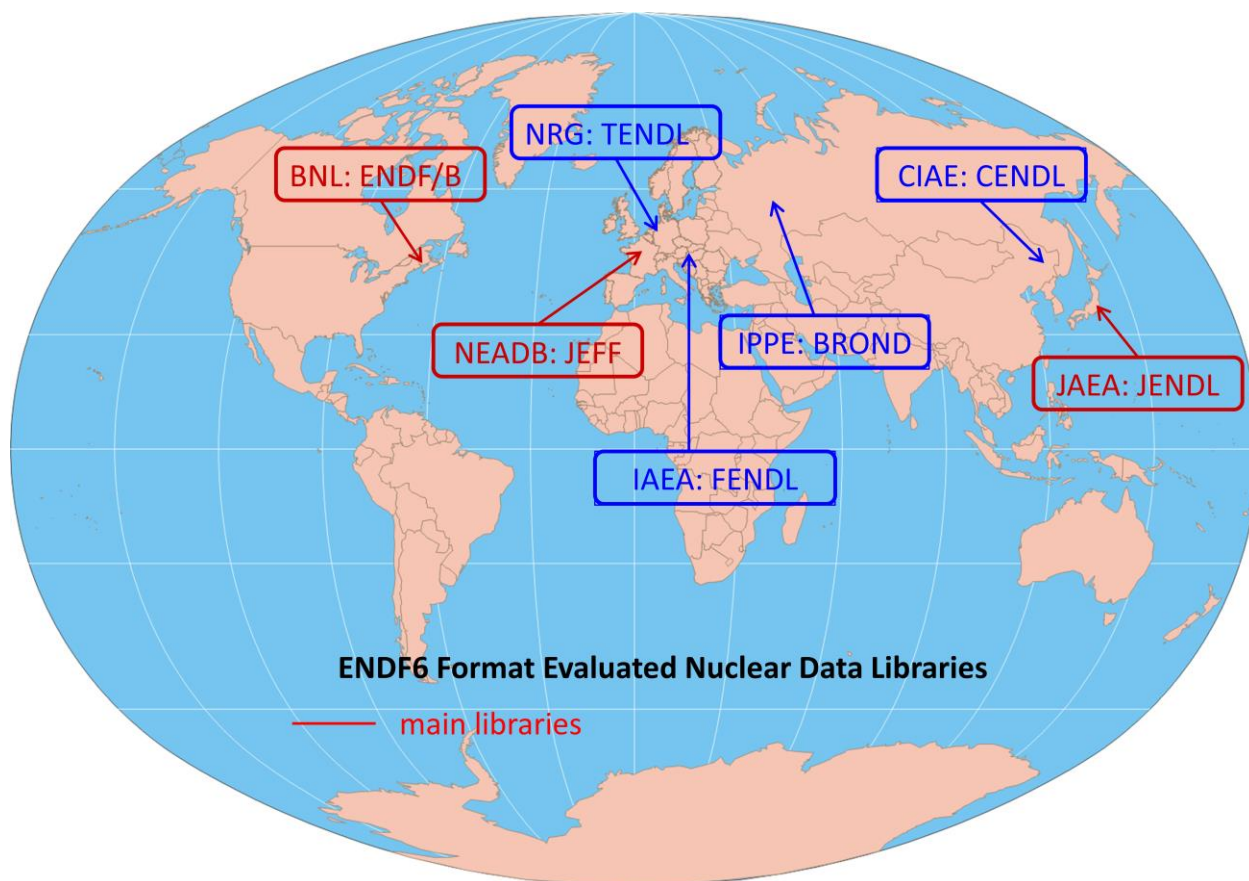 NRG: TENDL
BNL: ENDF/B
CIAE: CENDL
NEADB: JEFF
IPPE: BROND
JAEA: JENDL
IAEA: FENDL
ENDF6 Format Evaluated Nuclear Data Libraries
main libraries